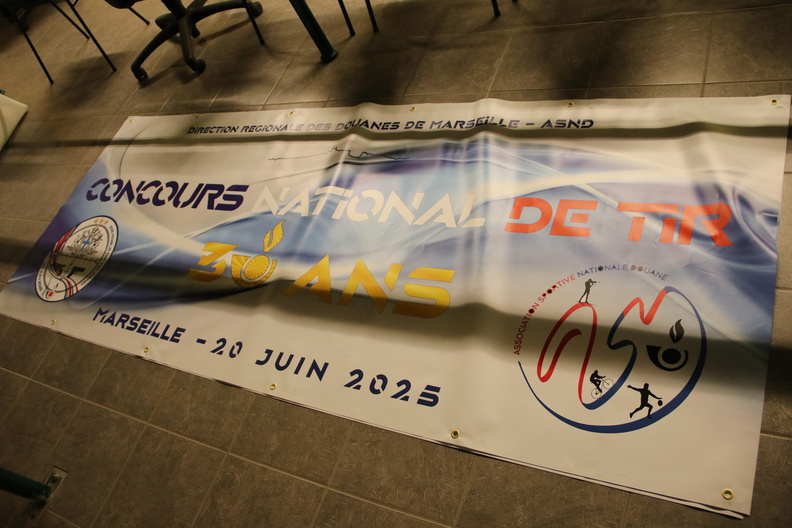 DIRECTION REGIONALE DES DOUANES DE MARSEILLE - ASND
CONCOURS NATIONAL DE TIR
30 ANS
MARSEILLE - 20 JUIN 2025
ASSOCIATION SPORTIVE NATIONALE DOUANE